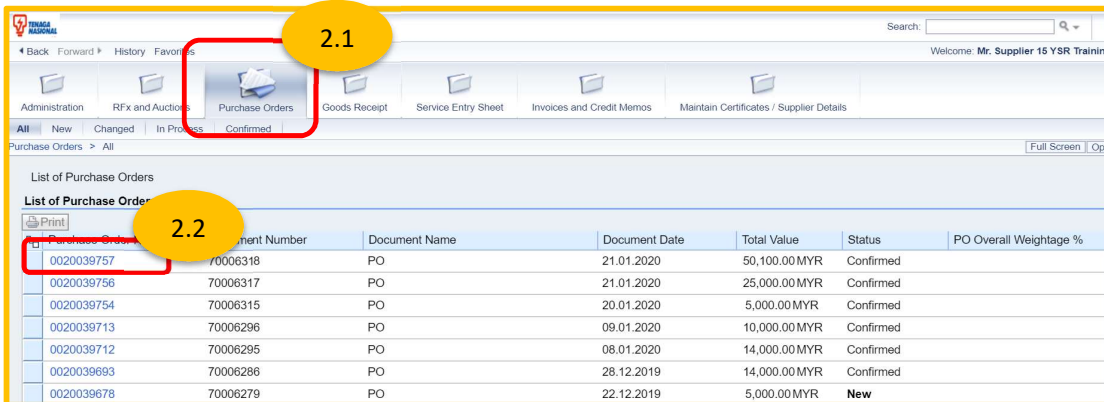 TENAGA NASIONAL
Search:
2.1
Back Forward History Favorites
Welcome: Mr. Supplier 15 YSR Trainin
Administration RFx and Auctions Purchase Orders Goods Receipt Service Entry Sheet Invoices and Credit Memos Maintain Certificates / Supplier Details
All New Changed In Process Confirmed
Purchase Orders > All Full Screen Op
List of Purchase Orders
List of Purchase Order
Print
2.2
Purchase Order ment Number Document Name Document Date Total Value Status PO Overall Weightage %
0020039757 70006318 PO 21.01.2020 50,100.00 MYR Confirmed
0020039756 70006317 PO 21.01.2020 25,000.00 MYR Confirmed
0020039754 70006315 PO 20.01.2020 5,000.00 MYR Confirmed
0020039713 70006296 PO 09.01.2020 10,000.00 MYR Confirmed
0020039712 70006295 PO 08.01.2020 14,000.00 MYR Confirmed
0020039693 70006286 PO 28.12.2019 14,000.00 MYR Confirmed
0020039678 70006279 PO 22.12.2019 5,000.00 MYR New